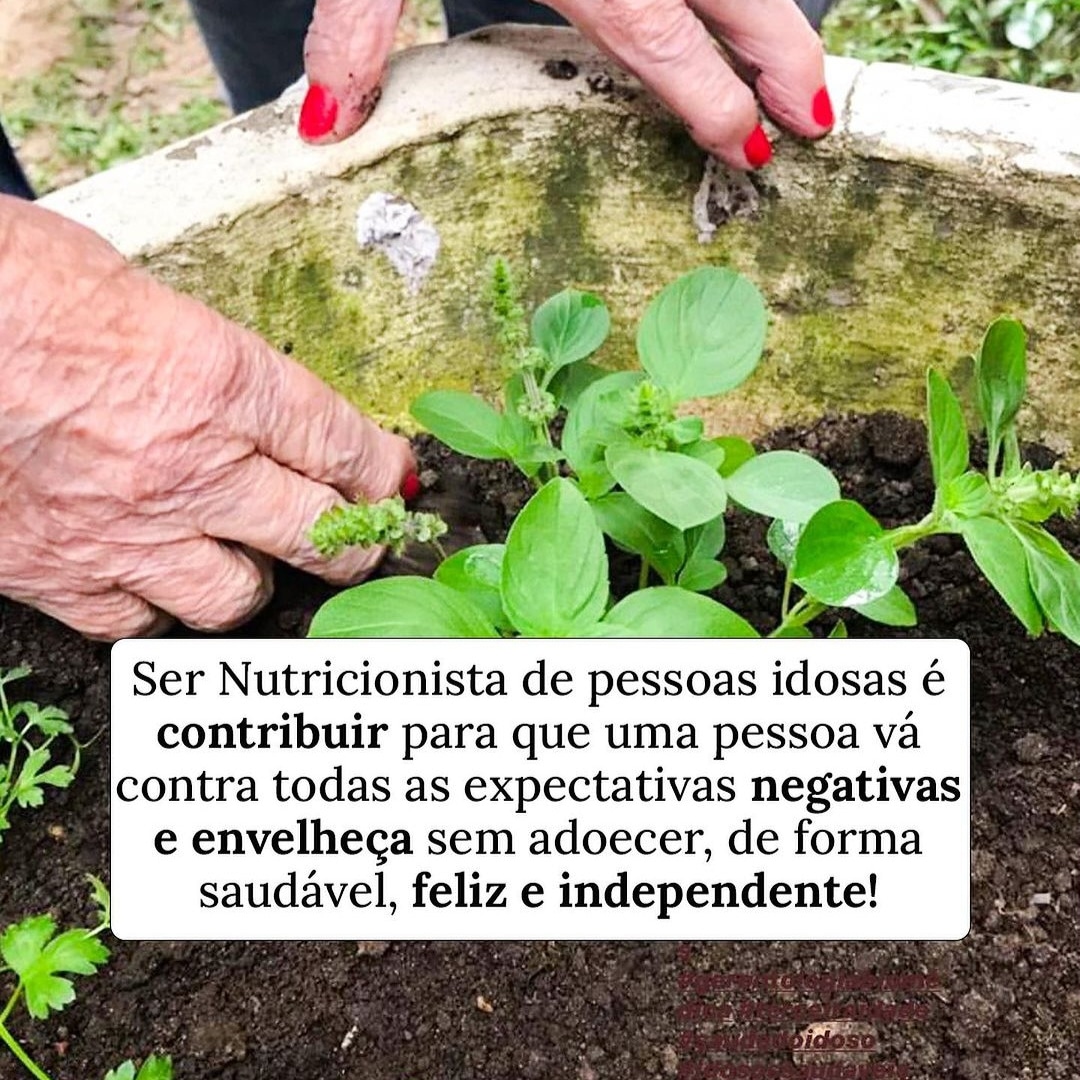 Ser Nutricionista de pessoas idosas é
contribuir para que uma pessoa vá
contra todas as expectativas negativas
e envelheça sem adoecer, de forma
saudável, feliz e independente!